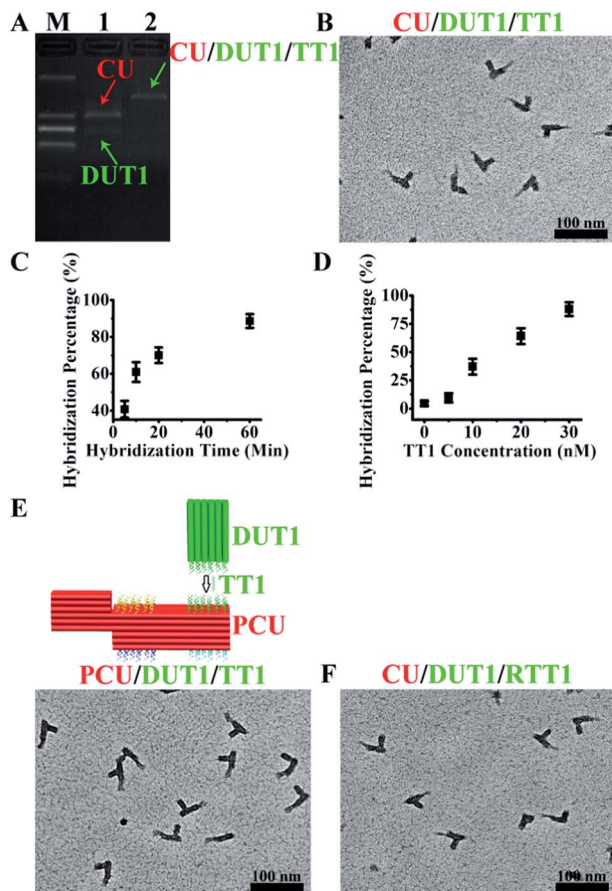 A
M 1 2
CU/DUT1/TT1
CU
DUT1
B
CU/DUT1/TT1
100 nm
C
Hybridization Percentage (%)
100
80
60
40
0 20 40 60
Hybridization Time (Min)
D
Hybridization Percentage (%)
100
75
50
25
0
0 10 20 30
TT1 Concentration (nM)
E
DUT1
TT1
PCU
PCU/DUT1/TT1
100 nm
F
CU/DUT1/RTT1
100 nm